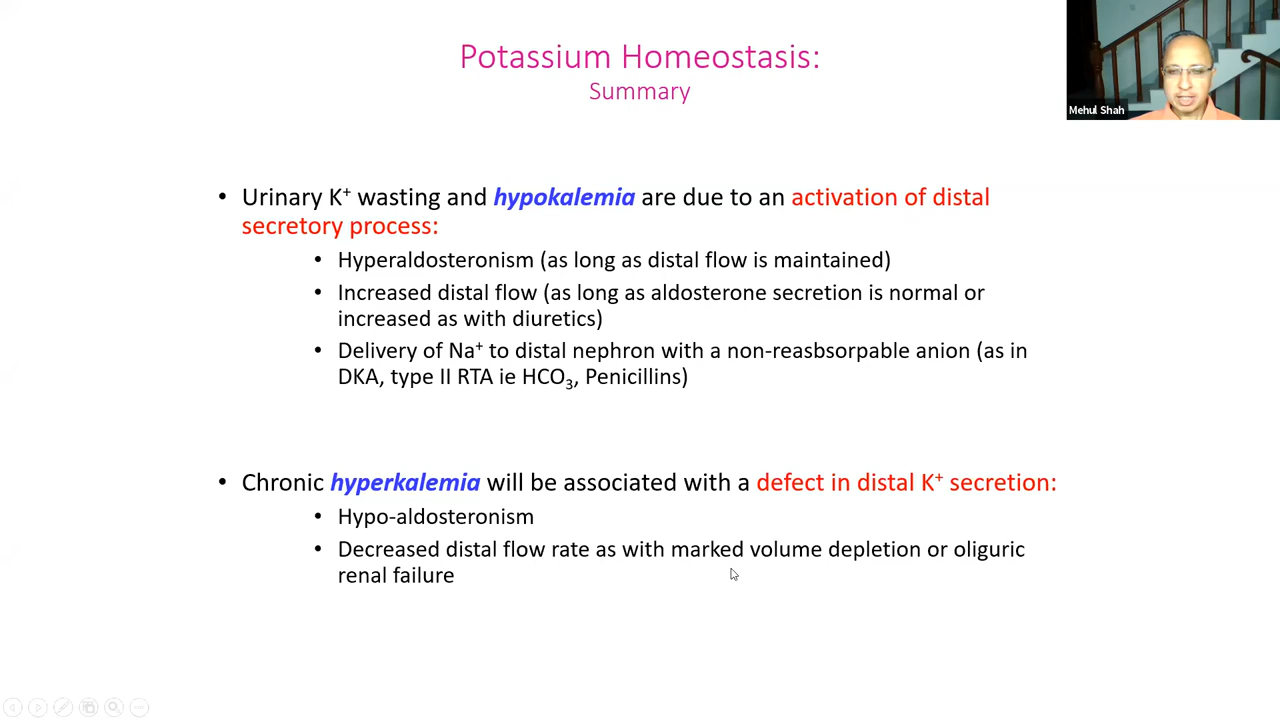 Potassium Homeostasis:
Summary
Mehul Shah
• Urinary K⁺ wasting and hypokalemia are due to an activation of distal
secretory process:
• Hyperaldosteronism (as long as distal flow is maintained)
• Increased distal flow (as long as aldosterone secretion is normal or
increased as with diuretics)
• Delivery of Na⁺ to distal nephron with a non-reasbsorpable anion (as in
DKA, type II RTA ie HCO₃, Penicillins)
• Chronic hyperkalemia will be associated with a defect in distal K⁺ secretion:
• Hypo-aldosteronism
• Decreased distal flow rate as with marked volume depletion or oliguric
renal failure